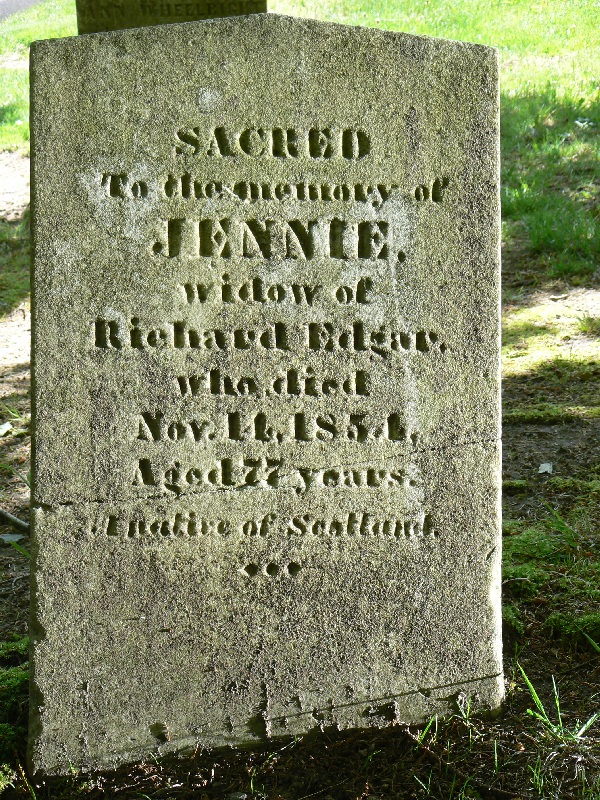 SACRED
To the memory of
JENNIE,
widow of
Richard Edgar,
who died
Nov. 14, 1854,
Aged 77 years.
A native of Scotland.